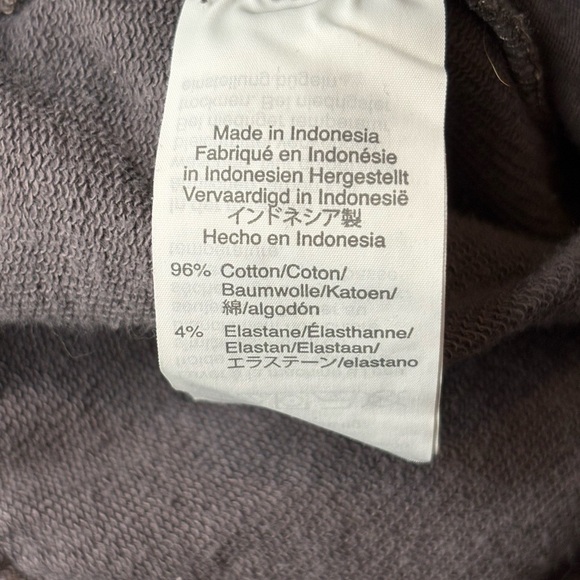 Made in Indonesia
Fabriqué en Indonésie
in Indonesien Hergestellt
Vervaardigd in Indonesië
インドネシア製
Hecho en Indonesia
96% Cotton/Coton/
Baumwolle/Katoen/
綿/algodón
4% Elastane/Élasthanne/
Elastan/Elastaan/
エラステーン/elastano